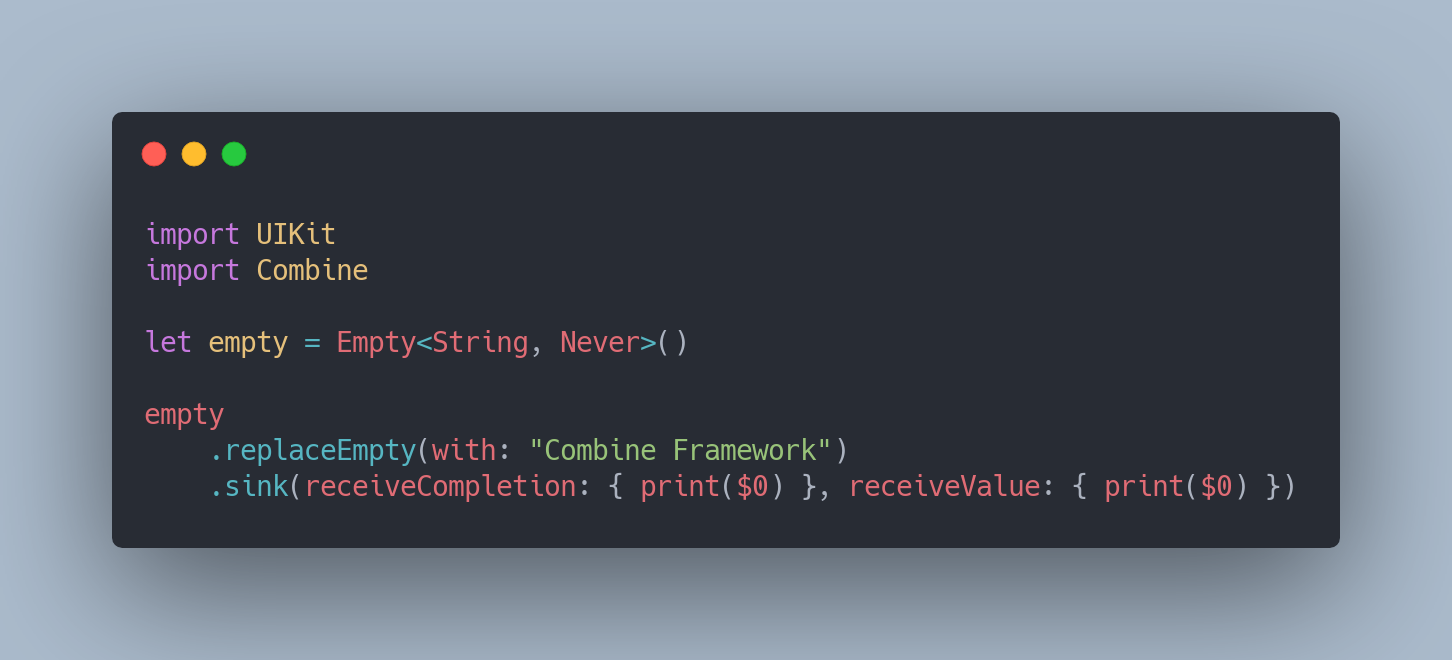 import UIKit
import Combine
let empty = Empty<String, Never>()
empty
    .replaceEmpty(with: "Combine Framework")
    .sink(receiveCompletion: { print($0) }, receiveValue: { print($0) })